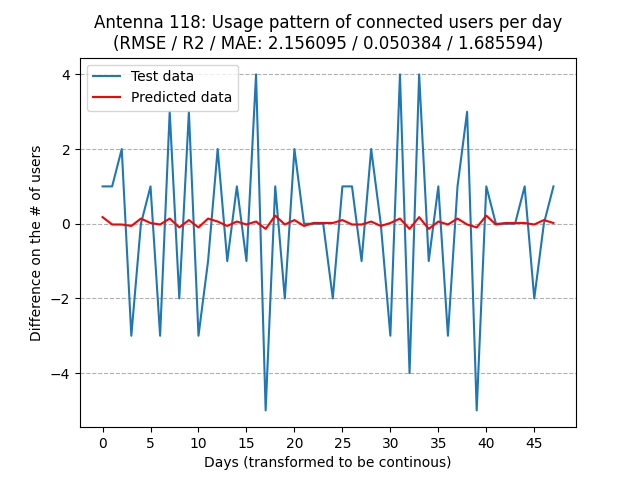 Antenna 118: Usage pattern of connected users per day
(RMSE / R2 / MAE: 2.156095 / 0.050384 / 1.685594)
Test data
Predicted data
Difference on the # of users
4
2
0
−2
−4
0 5 10 15 20 25 30 35 40 45
Days (transformed to be continous)